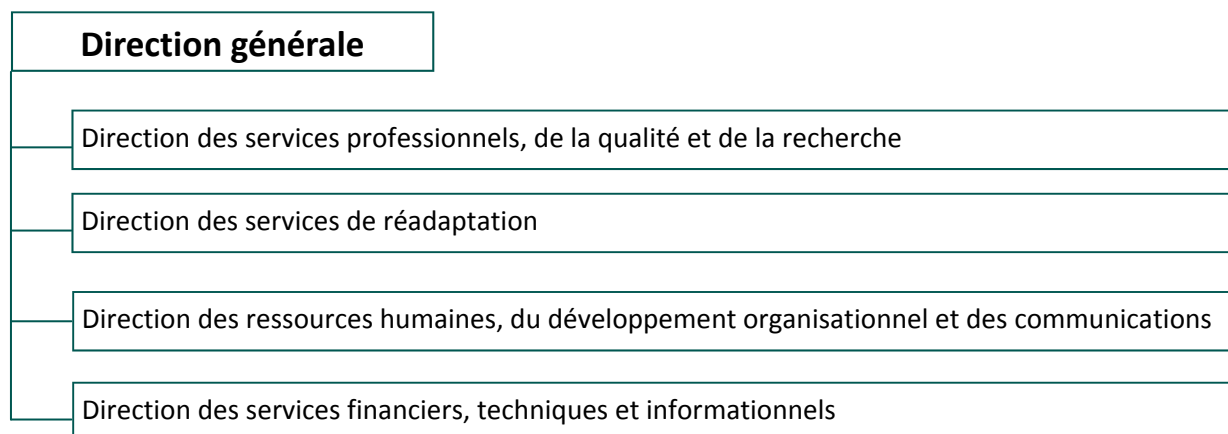 Direction générale
Direction des services professionnels, de la qualité et de la recherche
Direction des services de réadaptation
Direction des ressources humaines, du développement organisationnel et des communications
Direction des services financiers, techniques et informationnels